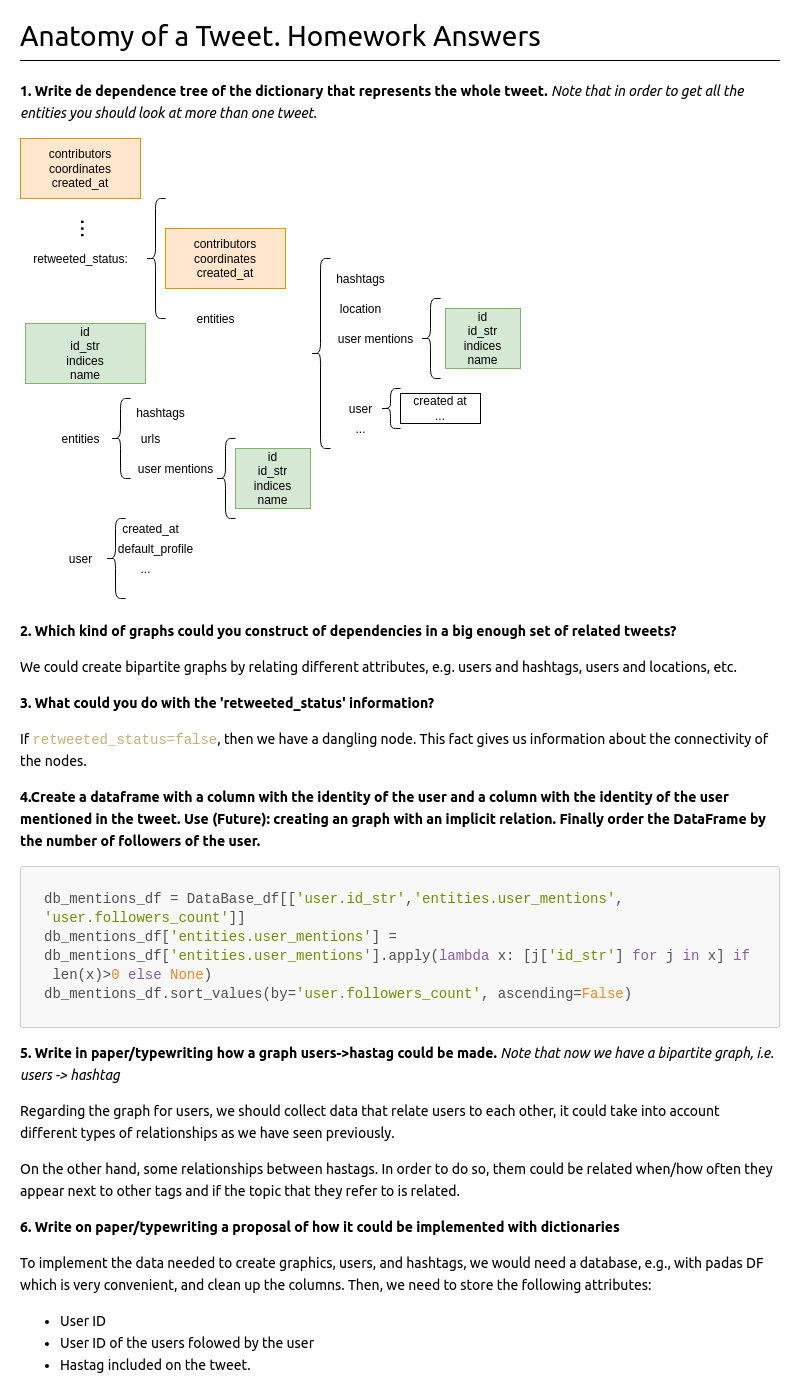 Anatomy of a Tweet. Homework Answers
1. Write de dependence tree of the dictionary that represents the whole tweet. Note that in order to get all the
entities you should look at more than one tweet.
contributors
coordinates
created_at
⋮
retweeted_status:
contributors
coordinates
created_at
entities
hashtags
location
user mentions
id
id_str
indices
name
user
created at
...
...
id
id_str
indices
name
entities
hashtags
urls
user mentions
id
id_str
indices
name
user
created_at
default_profile
...
2. Which kind of graphs could you construct of dependencies in a big enough set of related tweets?
We could create bipartite graphs by relating different attributes, e.g. users and hashtags, users and locations, etc.
3. What could you do with the 'retweeted_status' information?
If retweeted_status=false, then we have a dangling node. This fact gives us information about the connectivity of
the nodes.
4.Create a dataframe with a column with the identity of the user and a column with the identity of the user
mentioned in the tweet. Use (Future): creating an graph with an implicit relation. Finally order the DataFrame by
the number of followers of the user.
db_mentions_df = DataBase_df[['user.id_str','entities.user_mentions',
'user.followers_count']]
db_mentions_df['entities.user_mentions'] =
db_mentions_df['entities.user_mentions'].apply(lambda x: [j['id_str'] for j in x] if
len(x)>0 else None)
db_mentions_df.sort_values(by='user.followers_count', ascending=False)
5. Write in paper/typewriting how a graph users->hastag could be made. Note that now we have a bipartite graph, i.e.
users -> hashtag
Regarding the graph for users, we should collect data that relate users to each other, it could take into account
different types of relationships as we have seen previously.
On the other hand, some relationships between hastags. In order to do so, them could be related when/how often they
appear next to other tags and if the topic that they refer to is related.
6. Write on paper/typewriting a proposal of how it could be implemented with dictionaries
To implement the data needed to create graphics, users, and hashtags, we would need a database, e.g., with padas DF
which is very convenient, and clean up the columns. Then, we need to store the following attributes:
• User ID
• User ID of the users folowed by the user
• Hastag included on the tweet.